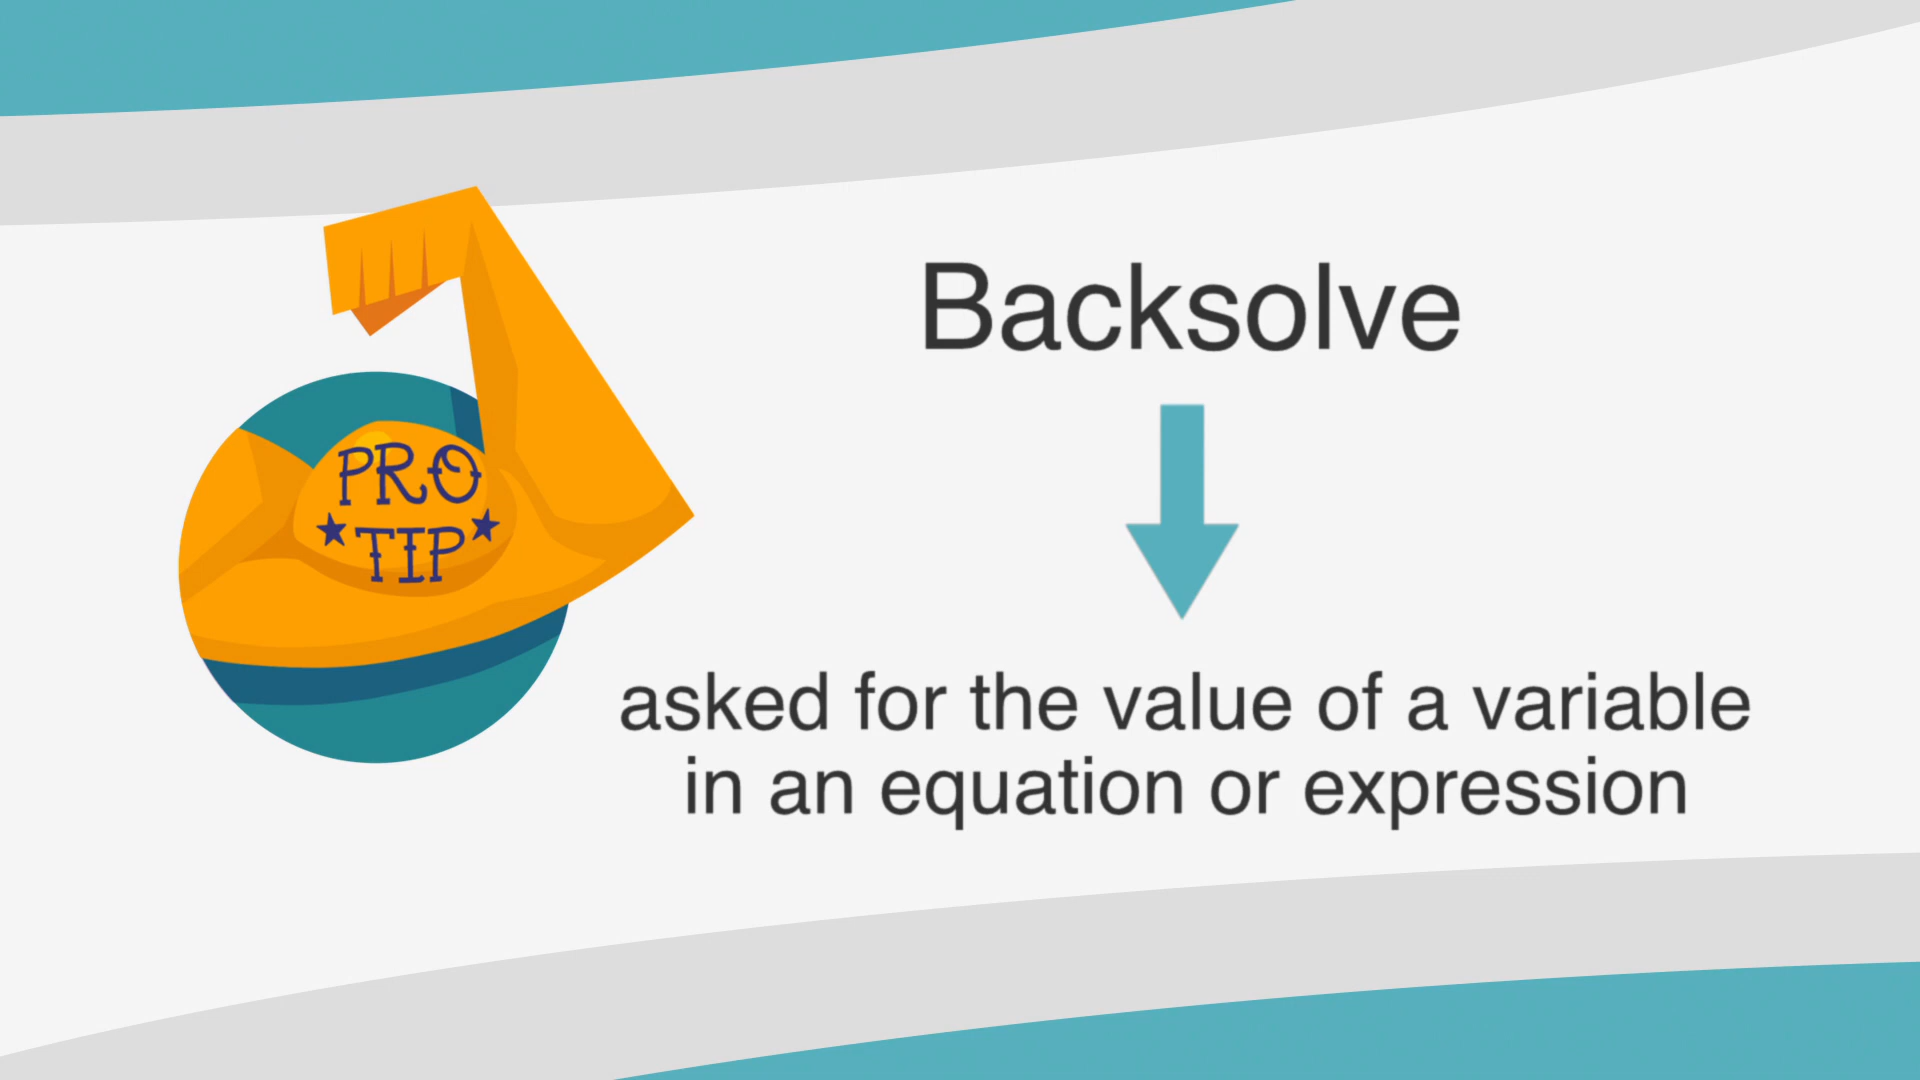 PRO
TIP
Backsolve
asked for the value of a variable
in an equation or expression